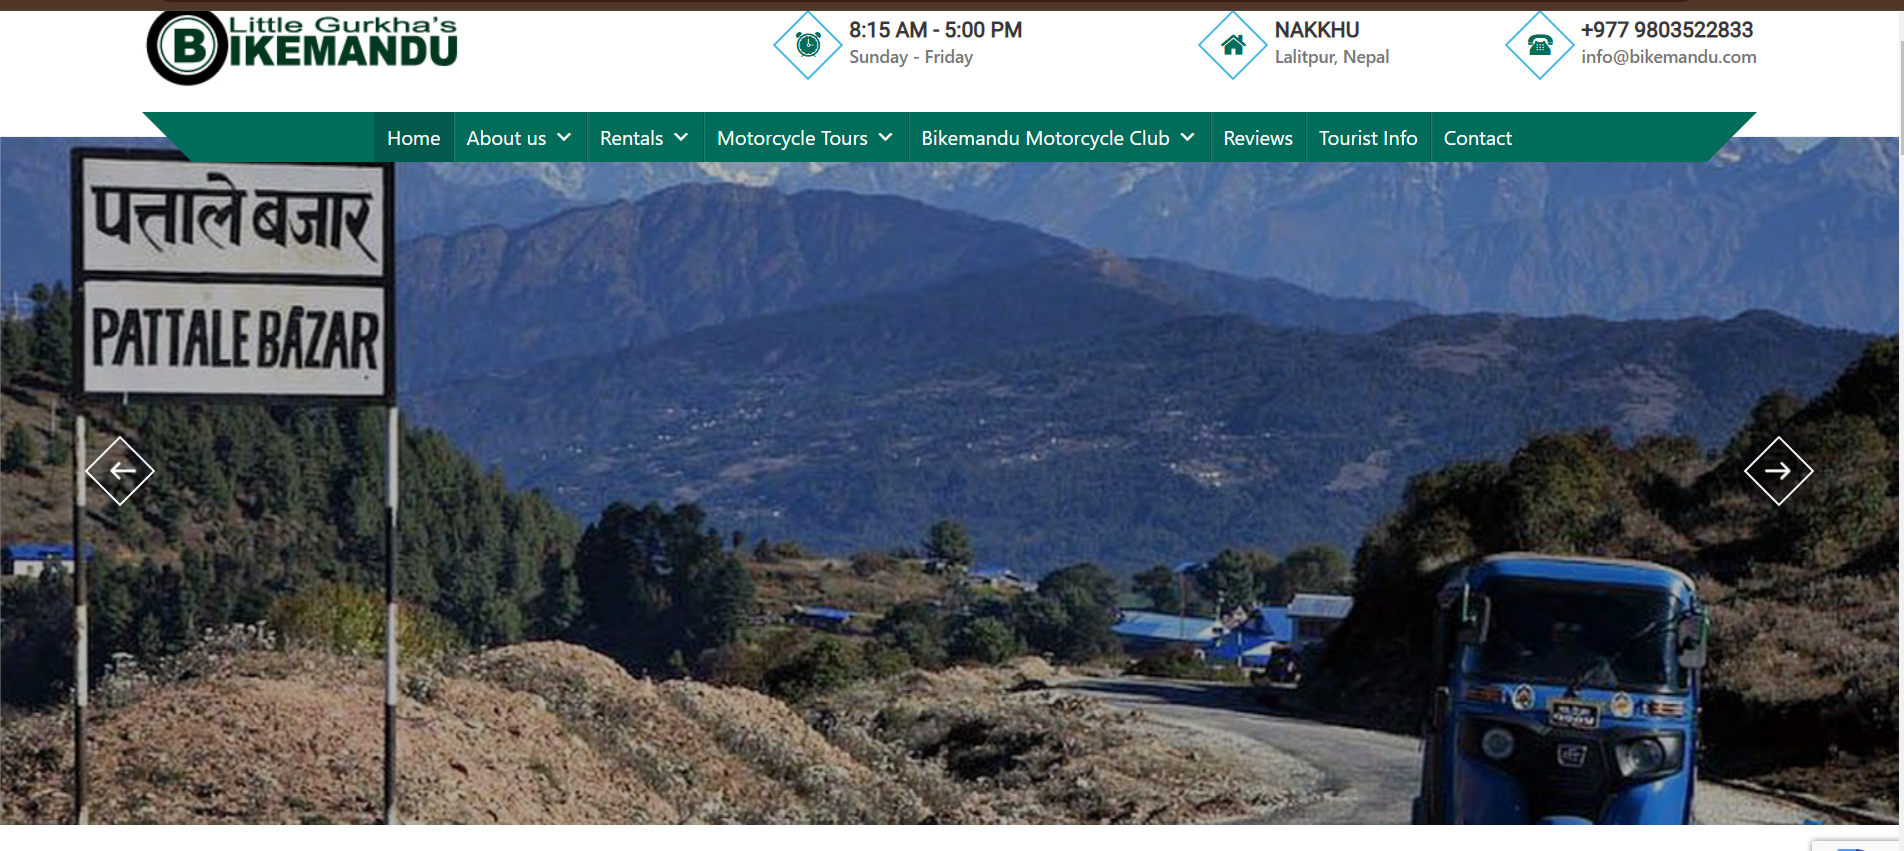 Little Gurkha's
BIKEMANDU
8:15 AM - 5:00 PM
Sunday - Friday
NAKKHU
Lalitpur, Nepal
+977 9803522833
info@bikemandu.com
Home
About us
Rentals
Motorcycle Tours
Bikemandu Motorcycle Club
Reviews
Tourist Info
Contact
पत्ताले बजार
PATTALE BAZAR